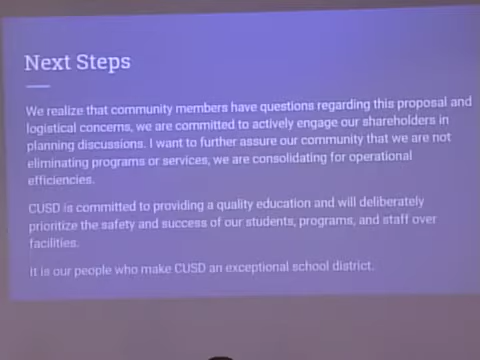 Next Steps
We realize that community members have questions regarding this proposal and
logistical concerns, we are committed to actively engage our shareholders in
planning discussions. I want to further assure our community that we are not
eliminating programs or services, we are consolidating for operational
efficiencies.
CUSD is committed to providing a quality education and will deliberately
prioritize the safety and success of our students, programs, and staff over
facilities.
It is our people who make CUSD an exceptional school district.